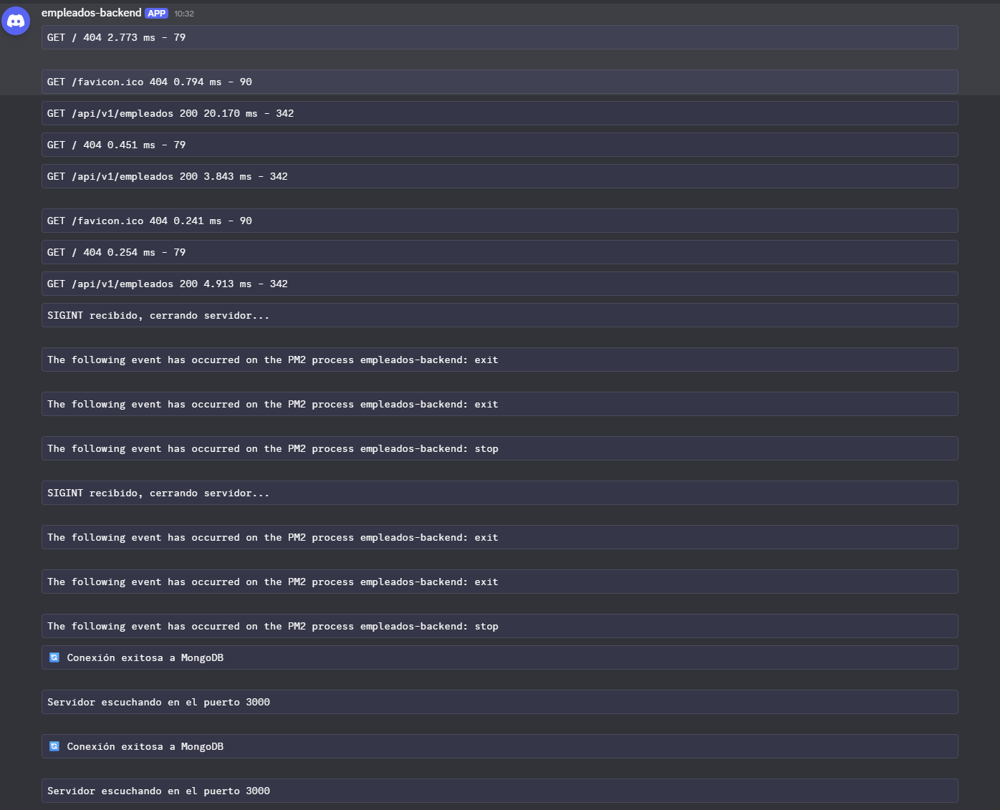 empleados-backend APP 10:32
GET / 404 2.773 ms - 79
GET /favicon.ico 404 0.794 ms - 90
GET /api/v1/empleados 200 20.170 ms - 342
GET / 404 0.451 ms - 79
GET /api/v1/empleados 200 3.843 ms - 342
GET /favicon.ico 404 0.241 ms - 90
GET / 404 0.254 ms - 79
GET /api/v1/empleados 200 4.913 ms - 342
SIGINT recibido, cerrando servidor...
The following event has occurred on the PM2 process empleados-backend: exit
The following event has occurred on the PM2 process empleados-backend: exit
The following event has occurred on the PM2 process empleados-backend: stop
SIGINT recibido, cerrando servidor...
The following event has occurred on the PM2 process empleados-backend: exit
The following event has occurred on the PM2 process empleados-backend: exit
The following event has occurred on the PM2 process empleados-backend: stop
Conexión exitosa a MongoDB
Servidor escuchando en el puerto 3000
Conexión exitosa a MongoDB
Servidor escuchando en el puerto 3000